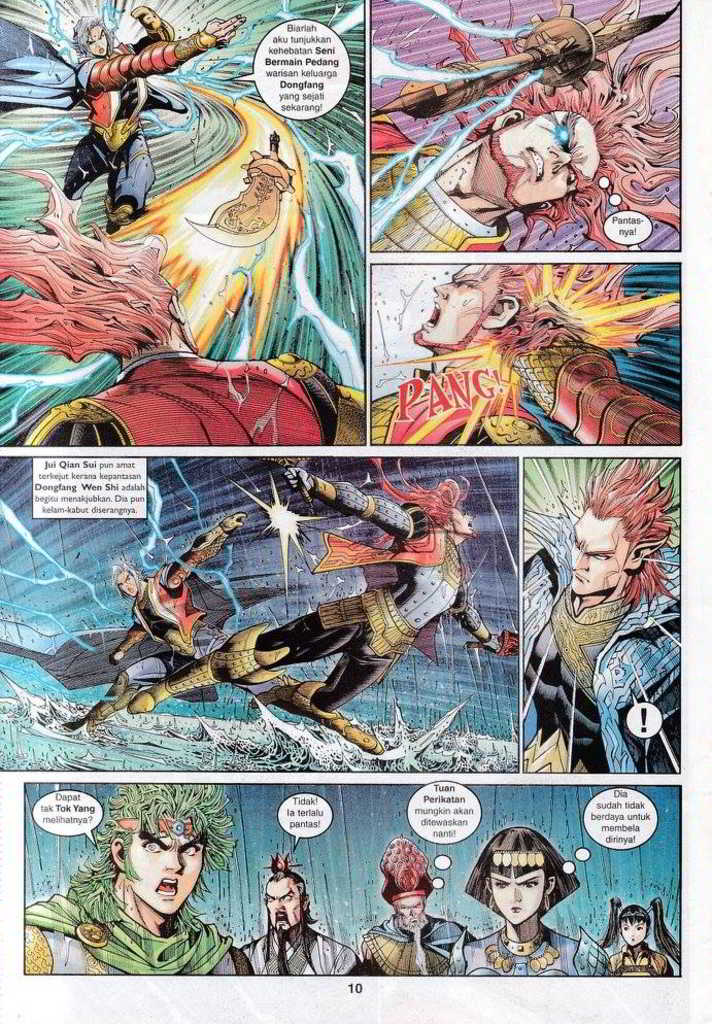 Biarlah
aku tunjukkan
kehebatan Seni
Bermain Pedang
warisan keluarga
Dongfang
yang sejati
sekarang!
Pantas-
nya!
PANG!
Jui Qian Sui pun amat
terkejut kerana kepantasan
Dongfang Wen Shi adalah
begitu menakjubkan. Dia pun
kelam-kabut diserangnya.
!
Dapat
tak Tok Yang
melihatnya?
Tidak!
Ia terlalu
pantas!
Tuan
Perikatan
mungkin akan
ditewaskan
nanti!
Dia
sudah tidak
berdaya untuk
membela
dirinya!
10